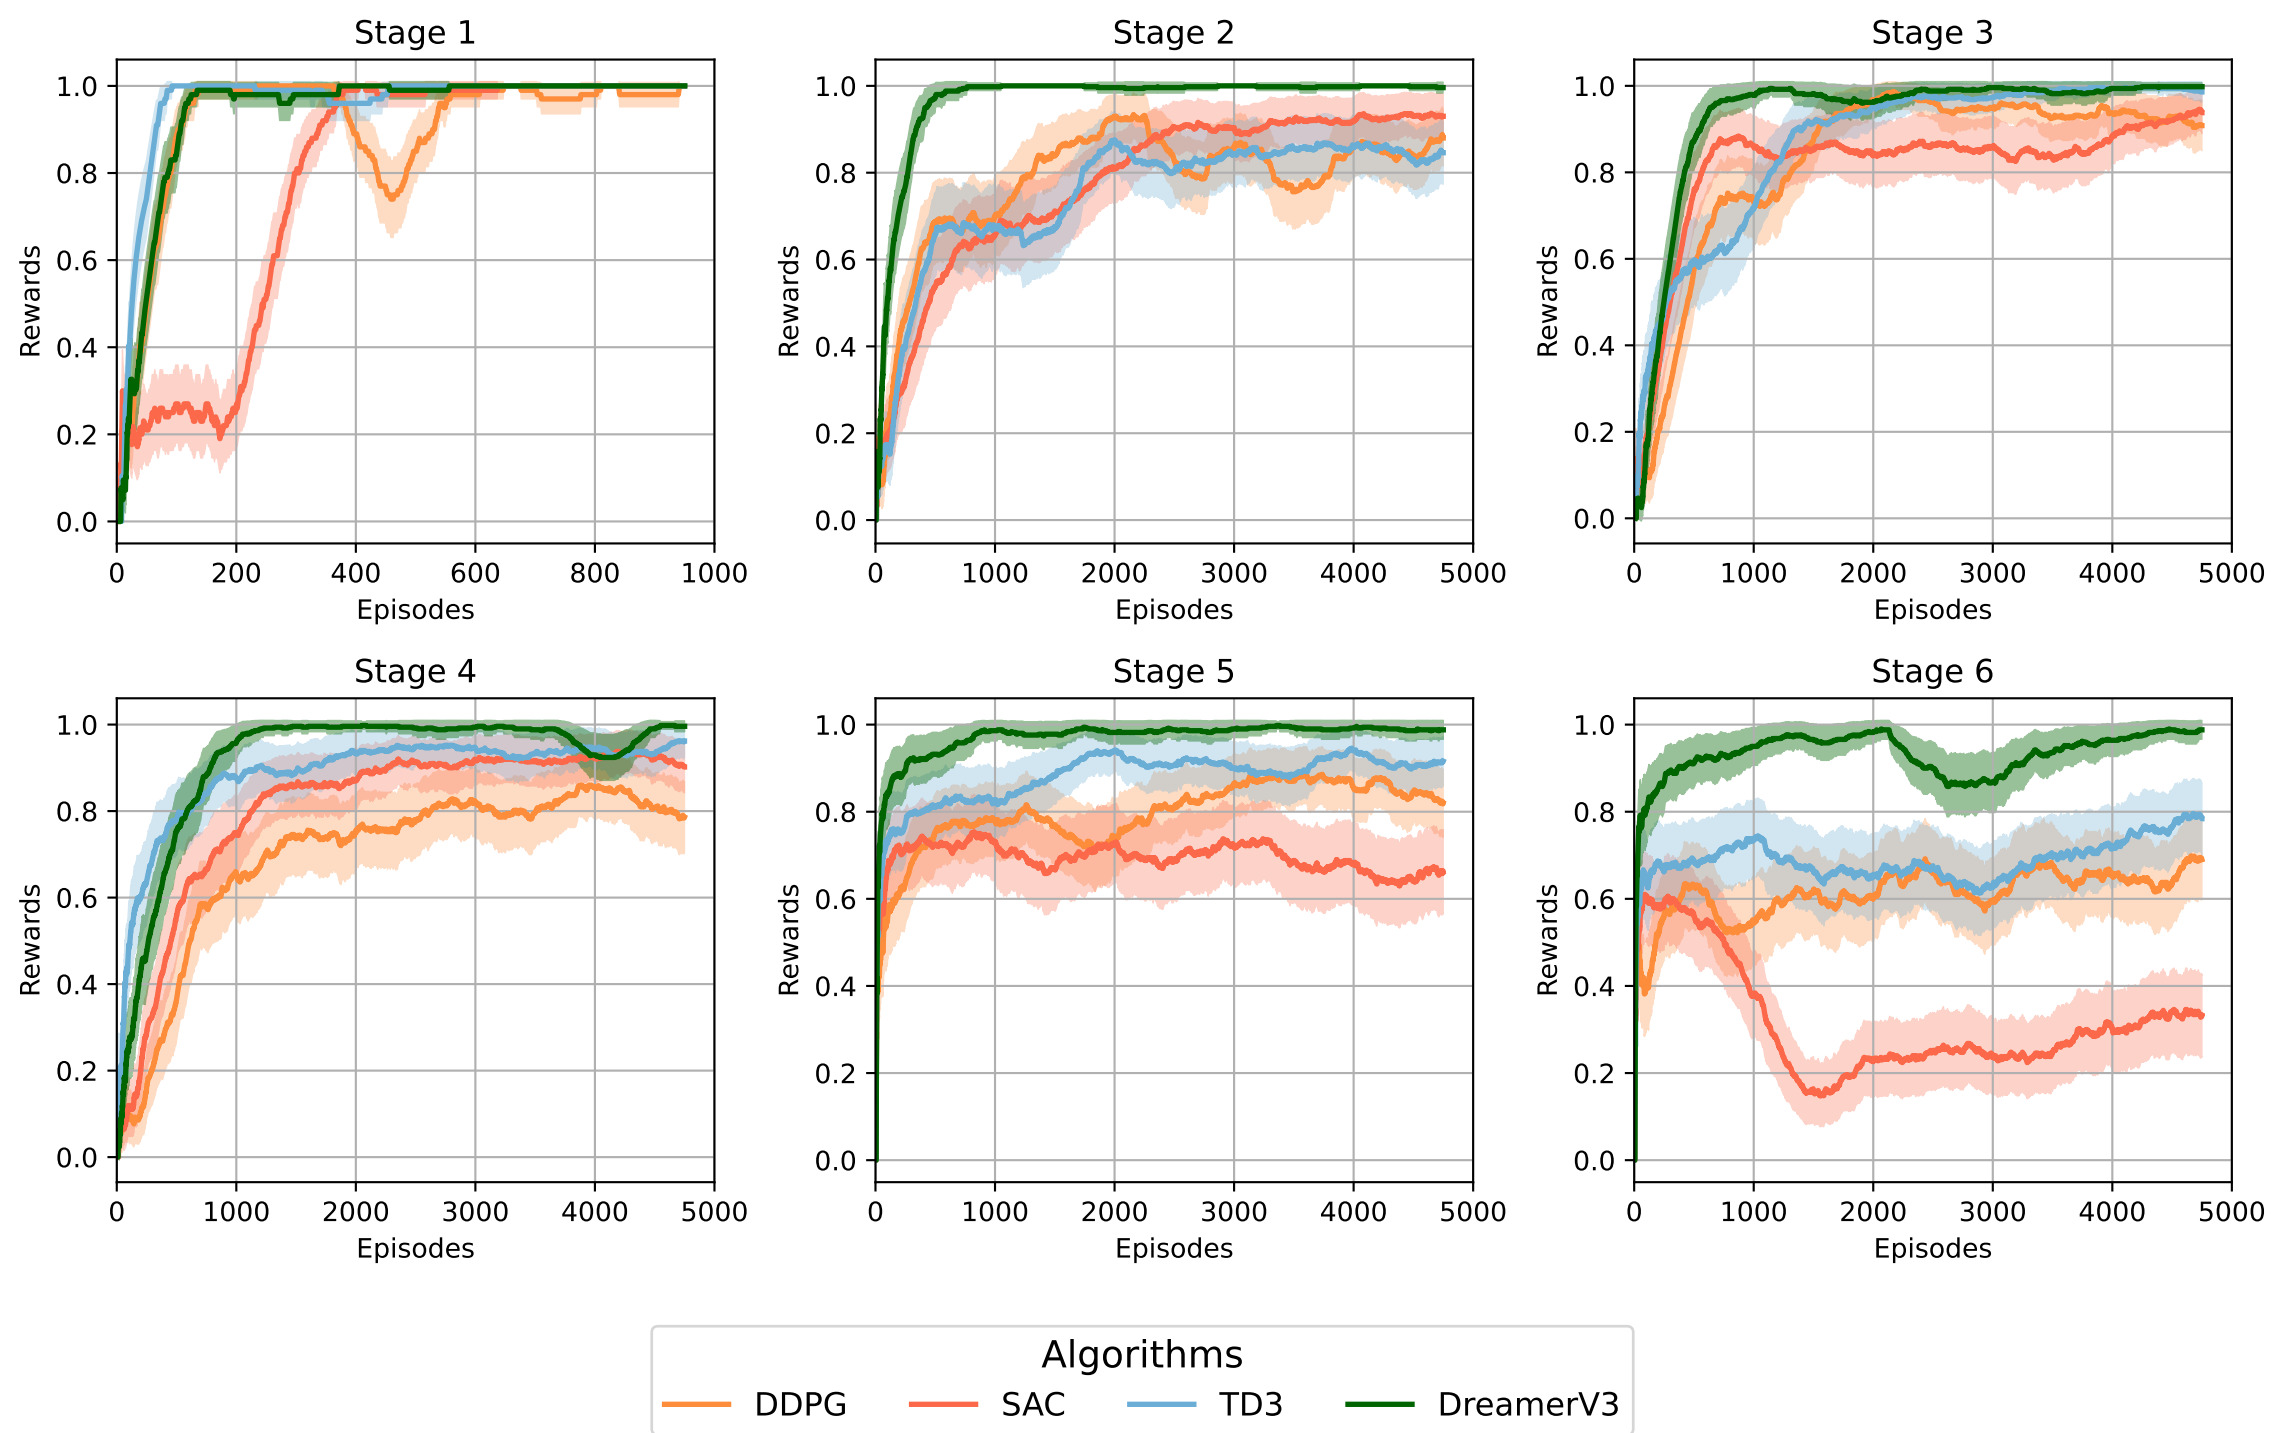 Stage 1 Stage 2 Stage 3
1.0 1.0 1.0
0.8 0.8 0.8
0.6 0.6 0.6
Rewards Rewards Rewards
0.4 0.4 0.4
0.2 0.2 0.2
0.0 0.0 0.0
0 200 400 600 800 1000 0 1000 2000 3000 4000 5000 0 1000 2000 3000 4000 5000
Episodes Episodes Episodes
Stage 4 Stage 5 Stage 6
1.0 1.0 1.0
0.8 0.8 0.8
0.6 0.6 0.6
Rewards Rewards Rewards
0.4 0.4 0.4
0.2 0.2 0.2
0.0 0.0 0.0
0 1000 2000 3000 4000 5000 0 1000 2000 3000 4000 5000 0 1000 2000 3000 4000 5000
Episodes Episodes Episodes
Algorithms
DDPG SAC TD3 DreamerV3